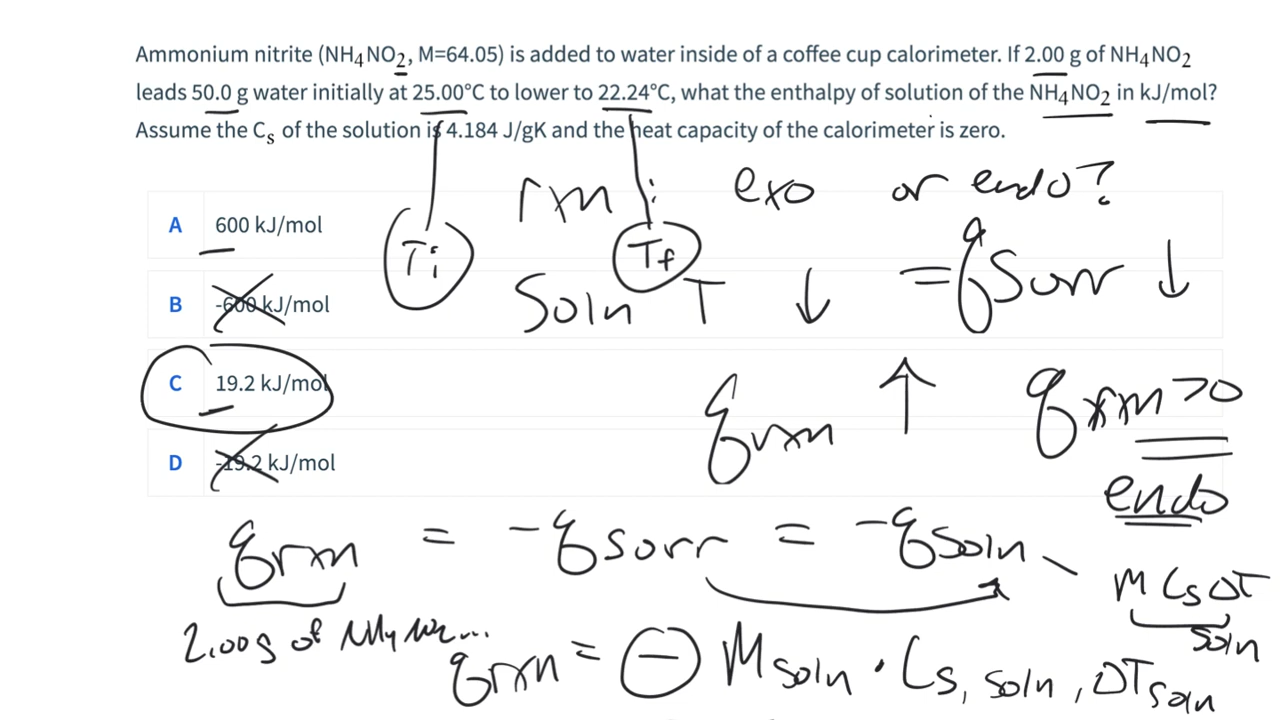 Ammonium nitrite (NH4NO2, M=64.05) is added to water inside of a coffee cup calorimeter. If 2.00 g of NH4NO2
leads 50.0 g water initially at 25.00°C to lower to 22.24°C, what the enthalpy of solution of the NH4NO2 in kJ/mol?
Assume the Cs of the solution is 4.184 J/gK and the heat capacity of the calorimeter is zero.
rxn : exo or endo?
A 600 kJ/mol
Ti
Tf
Soln T ↓ = qsurr ↓
B -600 kJ/mol
C 19.2 kJ/mol
qrxn ↑ qrxn >0
D -19.2 kJ/mol
endo
qrxn = -qsurr = -qsoln
M Cs ΔT
soln
2.00g of
qrxn = - Msoln · Cs, soln , ΔTsoln